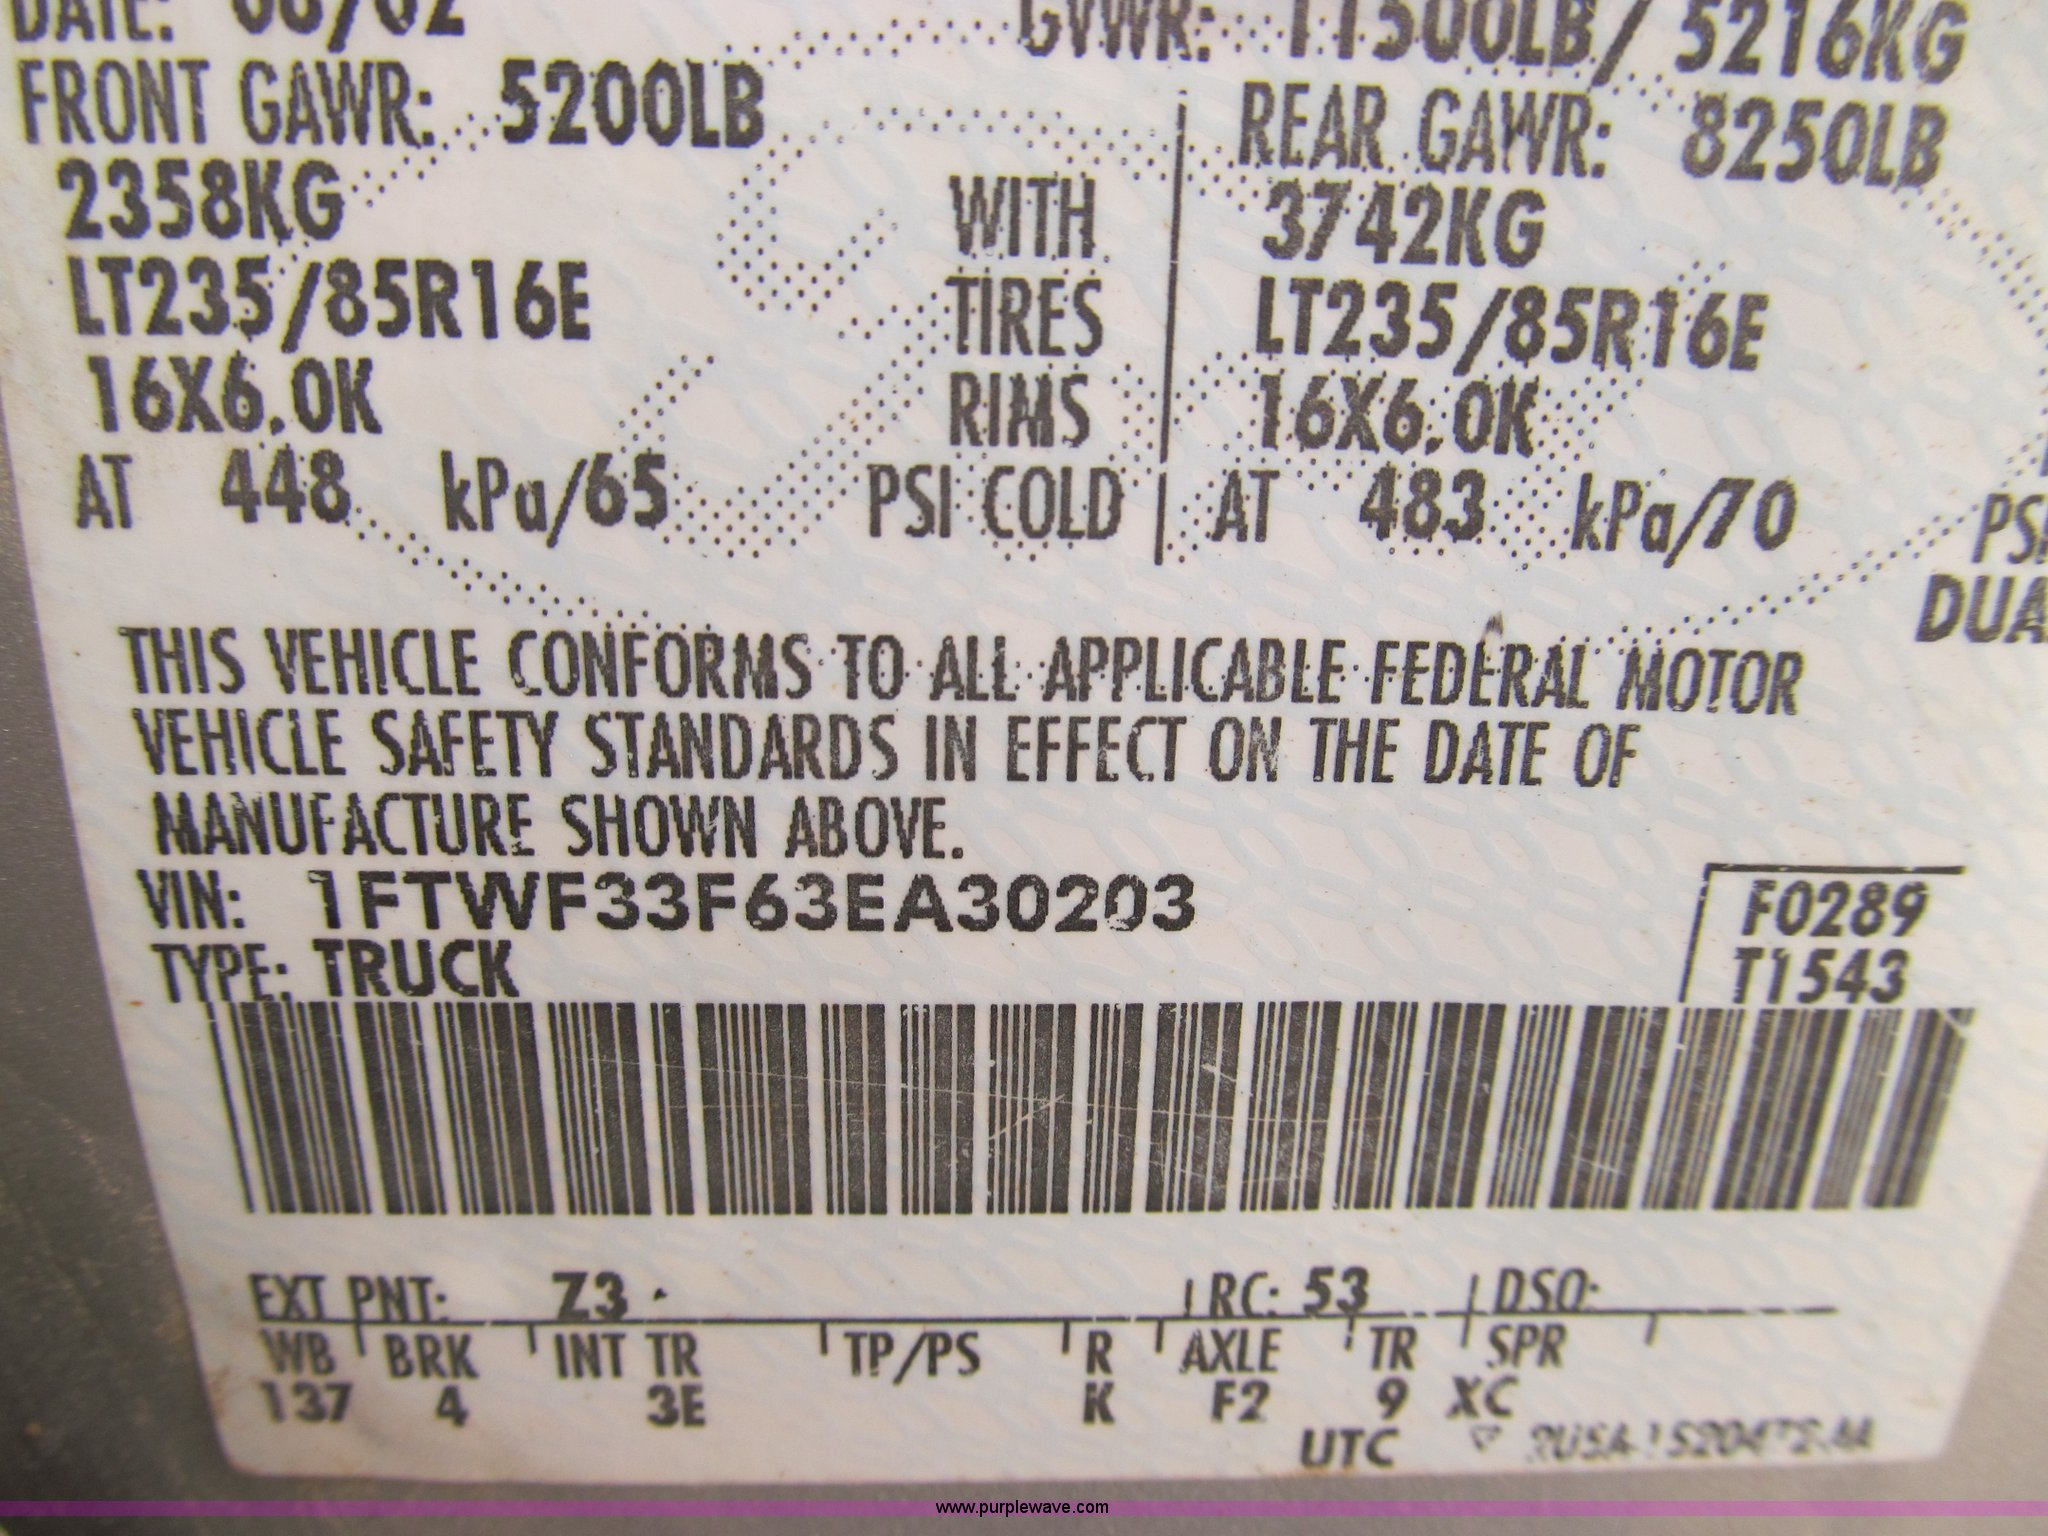 DATE: 08/02 GVWR: 11500LB/ 5216KG
FRONT GAWR: 5200LB REAR GAWR: 8250LB
2358KG WITH 3742KG
LT235/85R16E TIRES LT235/85R16E
16X6.0K RIMS 16X6.0K
AT 448 kPa/65 PSI COLD AT 483 kPa/70 PSI
DUA
THIS VEHICLE CONFORMS TO ALL APPLICABLE FEDERAL MOTOR
VEHICLE SAFETY STANDARDS IN EFFECT ON THE DATE OF
MANUFACTURE SHOWN ABOVE.
VIN: 1FTWF33F63EA30203 F0289
TYPE: TRUCK T1543
EXT PNT: Z3 RC: 53 DSO:
WB BRK INT TR TP/PS R AXLE TR SPR
137 4 3E K F2 9 XC
UTC
www.purplewave.com